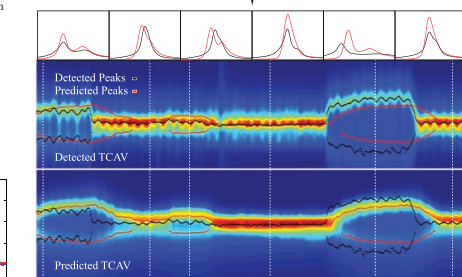 n
Detected Peaks
Predicted Peaks
Detected TCAV
Predicted TCAV